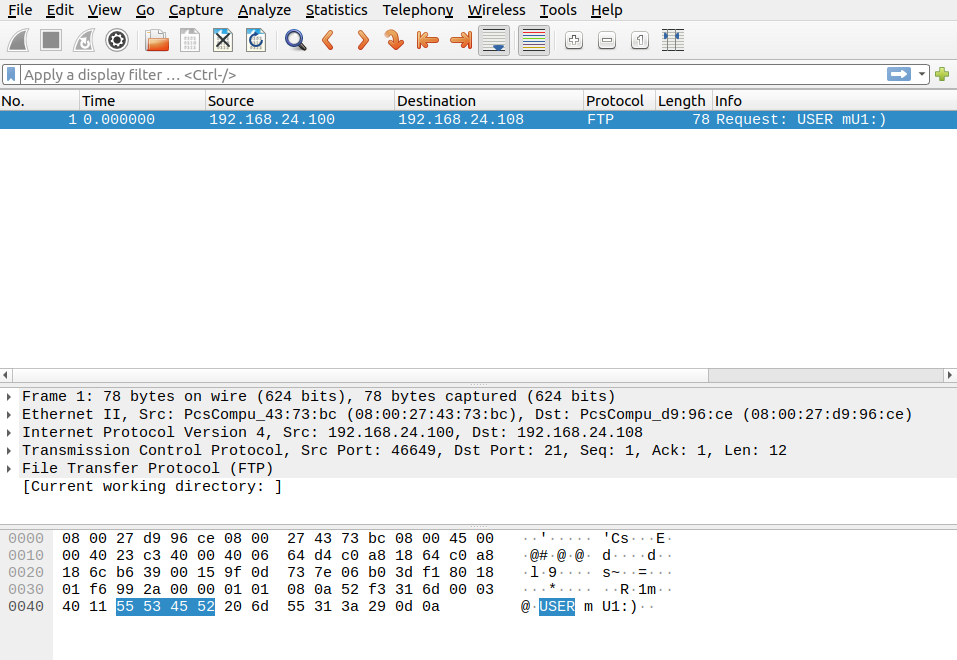 File Edit View Go Capture Analyze Statistics Telephony Wireless Tools Help
Apply a display filter … <Ctrl-/>
No. Time Source Destination Protocol Length Info
1 0.000000 192.168.24.100 192.168.24.108 FTP 78 Request: USER mU1:)
Frame 1: 78 bytes on wire (624 bits), 78 bytes captured (624 bits)
Ethernet II, Src: PcsCompu_43:73:bc (08:00:27:43:73:bc), Dst: PcsCompu_d9:96:ce (08:00:27:d9:96:ce)
Internet Protocol Version 4, Src: 192.168.24.100, Dst: 192.168.24.108
Transmission Control Protocol, Src Port: 46649, Dst Port: 21, Seq: 1, Ack: 1, Len: 12
File Transfer Protocol (FTP)
[Current working directory: ]
0000 08 00 27 d9 96 ce 08 00 27 43 73 bc 08 00 45 00 ··'····· 'Cs···E·
0010 00 40 23 c3 40 00 40 06 64 d4 c0 a8 18 64 c0 a8 ·@#·@·@· d····d··
0020 18 6c b6 39 00 15 9f 0d 73 7e 06 b0 3d f1 80 18 ·l·9···· s~··=···
0030 01 f6 99 2a 00 00 01 01 08 0a 52 f3 31 6d 00 03 ···*···· ··R·1m··
0040 40 11 55 53 45 52 20 6d 55 31 3a 29 0d 0a @·USER m U1:)··